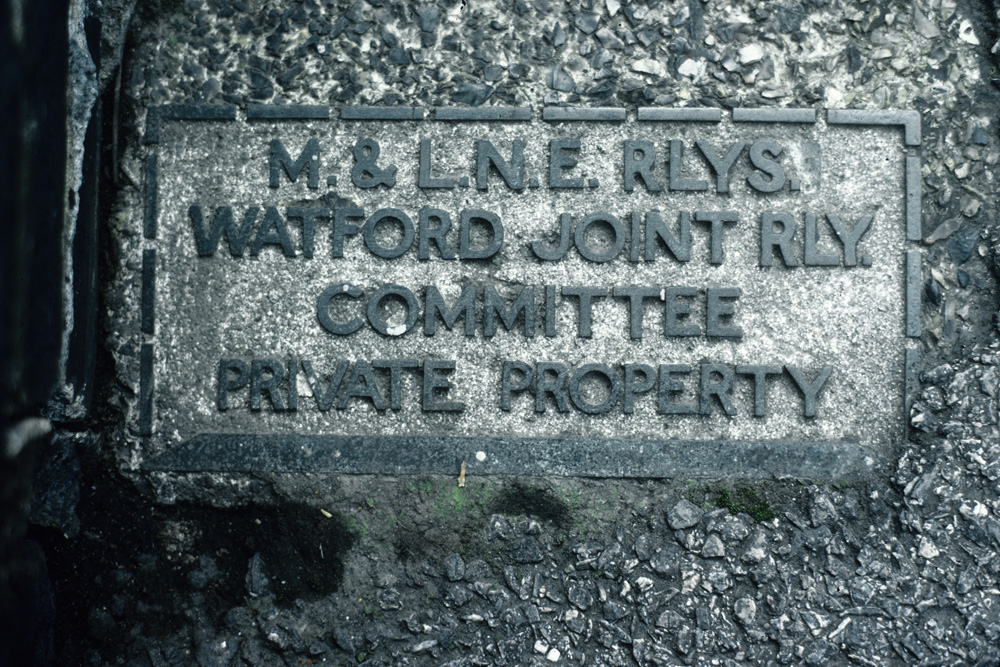 M. & L.N.E. RLYS.
WATFORD JOINT RLY.
COMMITTEE
PRIVATE PROPERTY